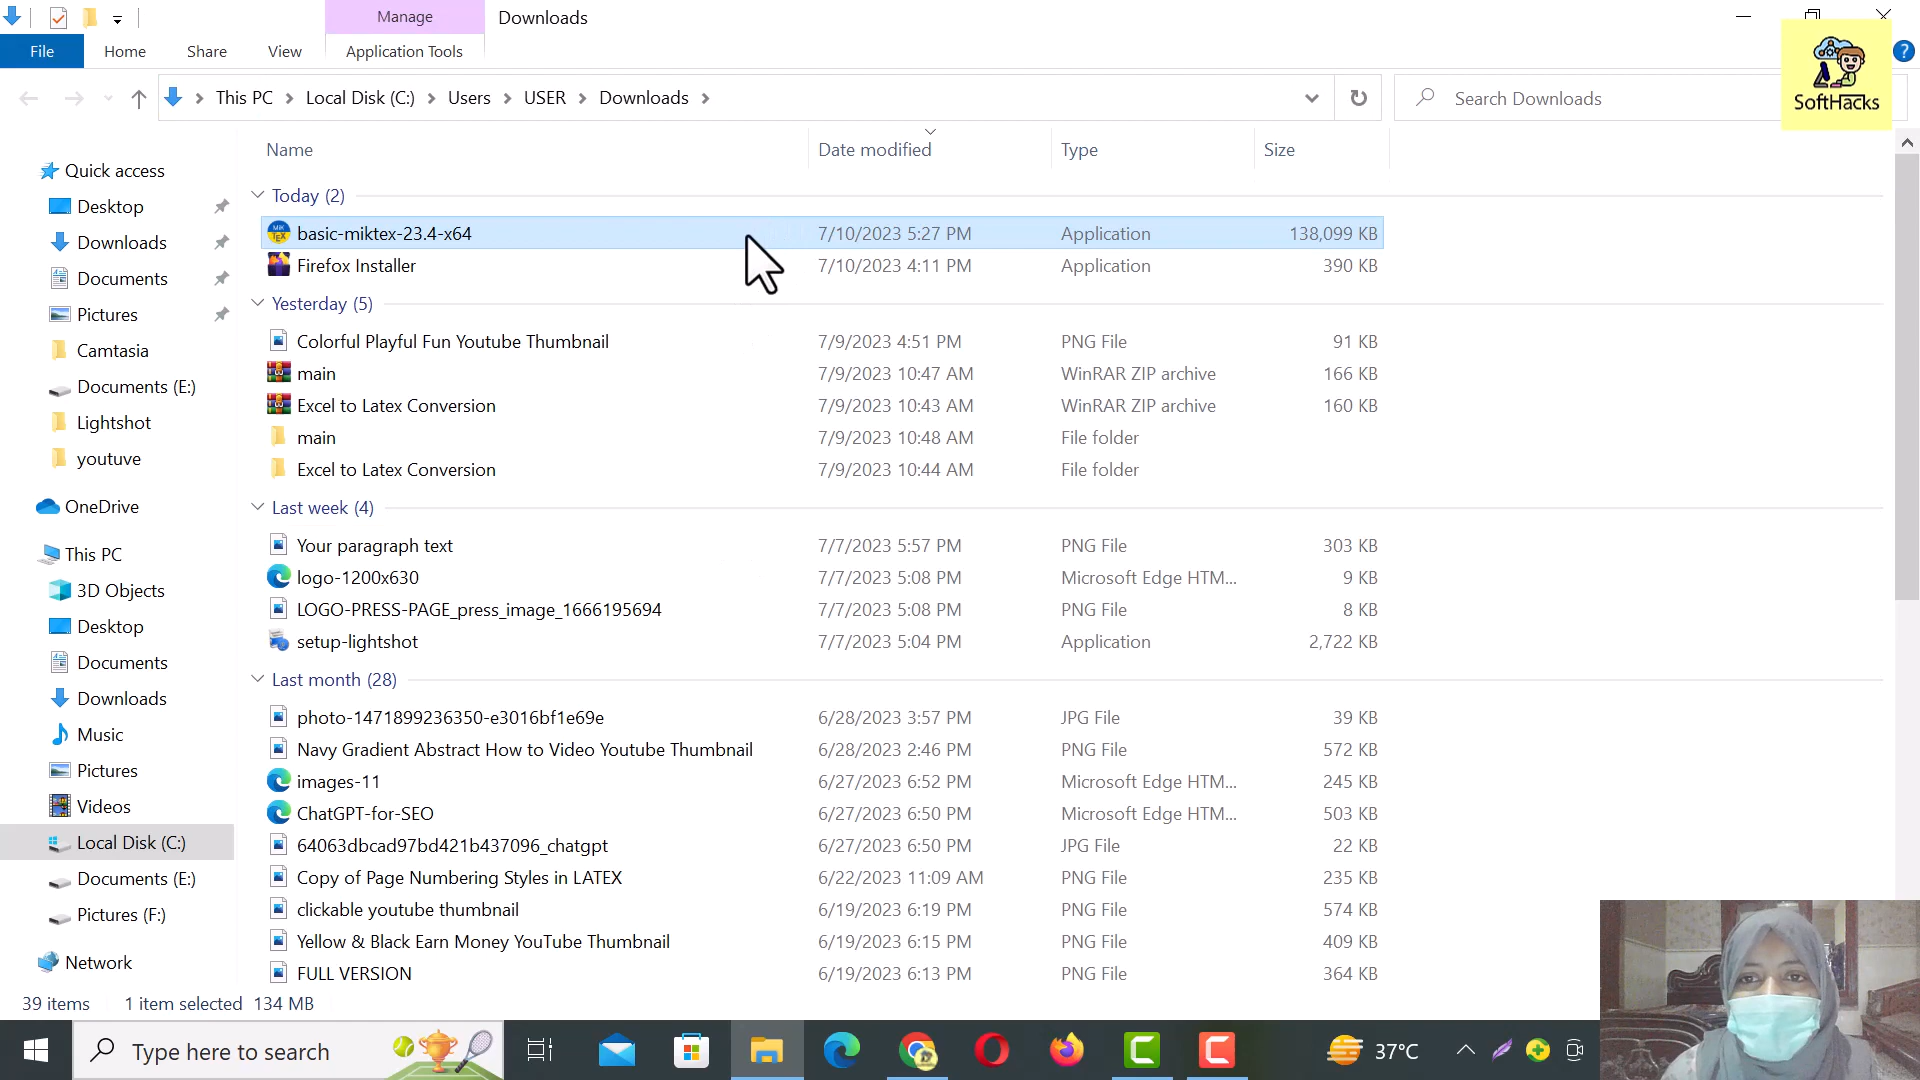 Manage
Downloads
File
Home
Share
View
Application Tools
This PC
Local Disk (C:)
Users
USER
Downloads
Search Downloads
SoftHacks
?
Name
Date modified
Type
Size
Quick access
Desktop
Downloads
Documents
Pictures
Camtasia
Documents (E:)
Lightshot
youtuve
OneDrive
This PC
3D Objects
Desktop
Documents
Downloads
Music
Pictures
Videos
Local Disk (C:)
Documents (E:)
Pictures (F:)
Network
Today (2)
basic-miktex-23.4-x64 7/10/2023 5:27 PM Application 138,099 KB
Firefox Installer 7/10/2023 4:11 PM Application 390 KB
Yesterday (5)
Colorful Playful Fun Youtube Thumbnail 7/9/2023 4:51 PM PNG File 91 KB
main 7/9/2023 10:47 AM WinRAR ZIP archive 166 KB
Excel to Latex Conversion 7/9/2023 10:43 AM WinRAR ZIP archive 160 KB
main 7/9/2023 10:48 AM File folder
Excel to Latex Conversion 7/9/2023 10:44 AM File folder
Last week (4)
Your paragraph text 7/7/2023 5:57 PM PNG File 303 KB
logo-1200x630 7/7/2023 5:08 PM Microsoft Edge HTM... 9 KB
LOGO-PRESS-PAGE_press_image_1666195694 7/7/2023 5:08 PM PNG File 8 KB
setup-lightshot 7/7/2023 5:04 PM Application 2,722 KB
Last month (28)
photo-1471899236350-e3016bf1e69e 6/28/2023 3:57 PM JPG File 39 KB
Navy Gradient Abstract How to Video Youtube Thumbnail 6/28/2023 2:46 PM PNG File 572 KB
images-11 6/27/2023 6:52 PM Microsoft Edge HTM... 245 KB
ChatGPT-for-SEO 6/27/2023 6:50 PM Microsoft Edge HTM... 503 KB
64063dbcad97bd421b437096_chatgpt 6/27/2023 6:50 PM JPG File 22 KB
Copy of Page Numbering Styles in LATEX 6/22/2023 11:09 AM PNG File 235 KB
clickable youtube thumbnail 6/19/2023 6:19 PM PNG File 574 KB
Yellow & Black Earn Money YouTube Thumbnail 6/19/2023 6:15 PM PNG File 409 KB
FULL VERSION 6/19/2023 6:13 PM PNG File 364 KB
39 items 1 item selected 134 MB
Type here to search
37°C